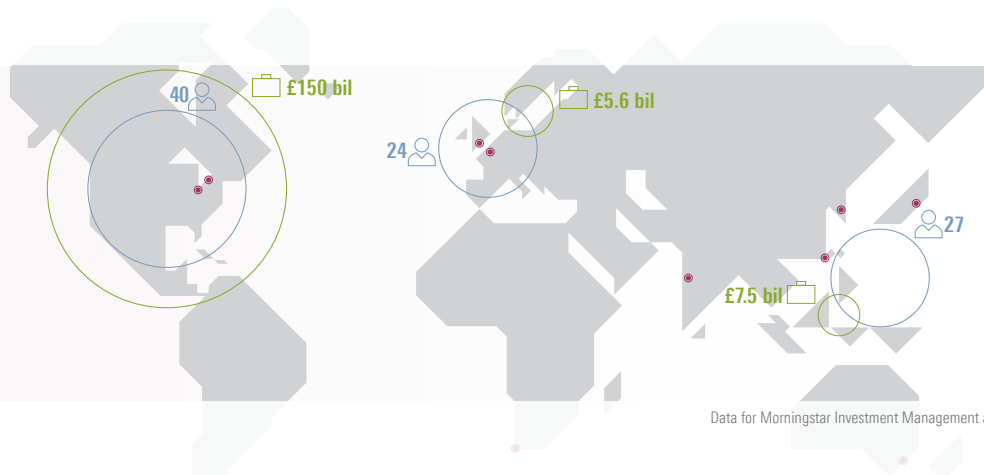 £150 bil
40
£5.6 bil
24
27
£7.5 bil
Data for Morningstar Investment Management